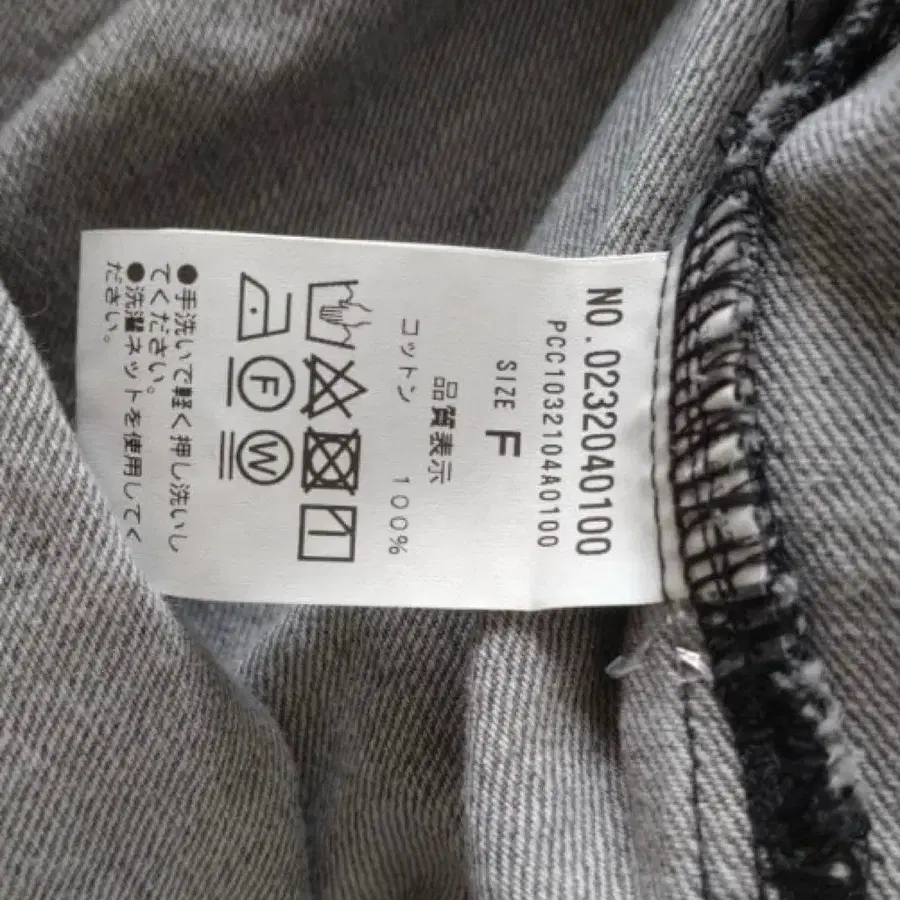 NO.0232040100
PCC1032104A0100
SIZE F
品質表示
コットン 100%
F
W
●手洗いで軽く押し洗いし
てください。
●洗濯ネットを使用してく
ださい。